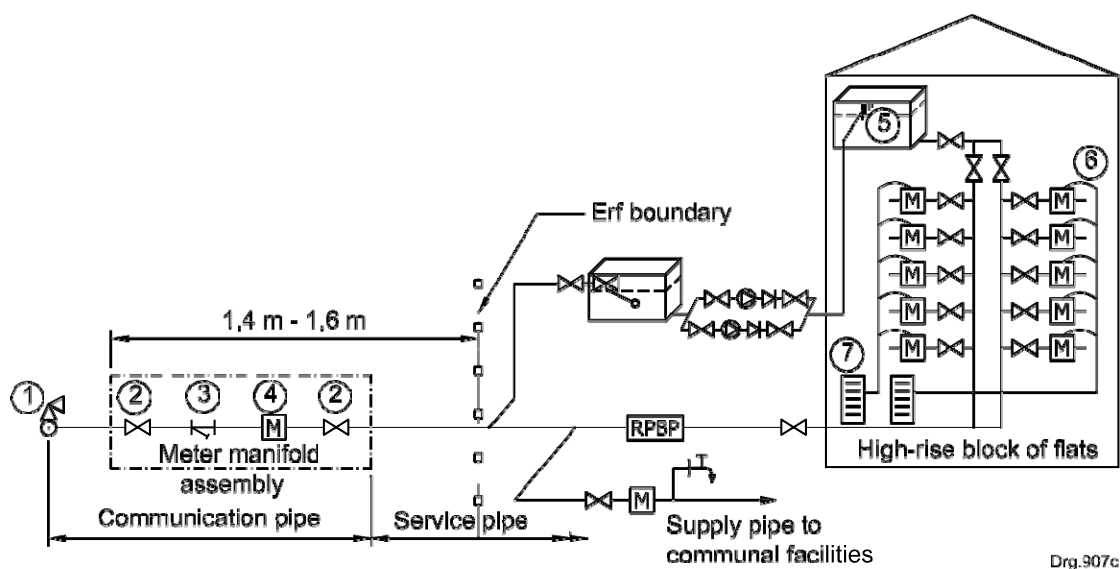 5
6
M
M
M
M
M
M
M
M
M
M
Erf boundary
1,4 m - 1,6 m
7
1
2
3
4
2
M
RPBP
Meter manifold
assembly
High-rise block of flats
M
Communication pipe
Service pipe
Supply pipe to
communal facilities
Drg.907c